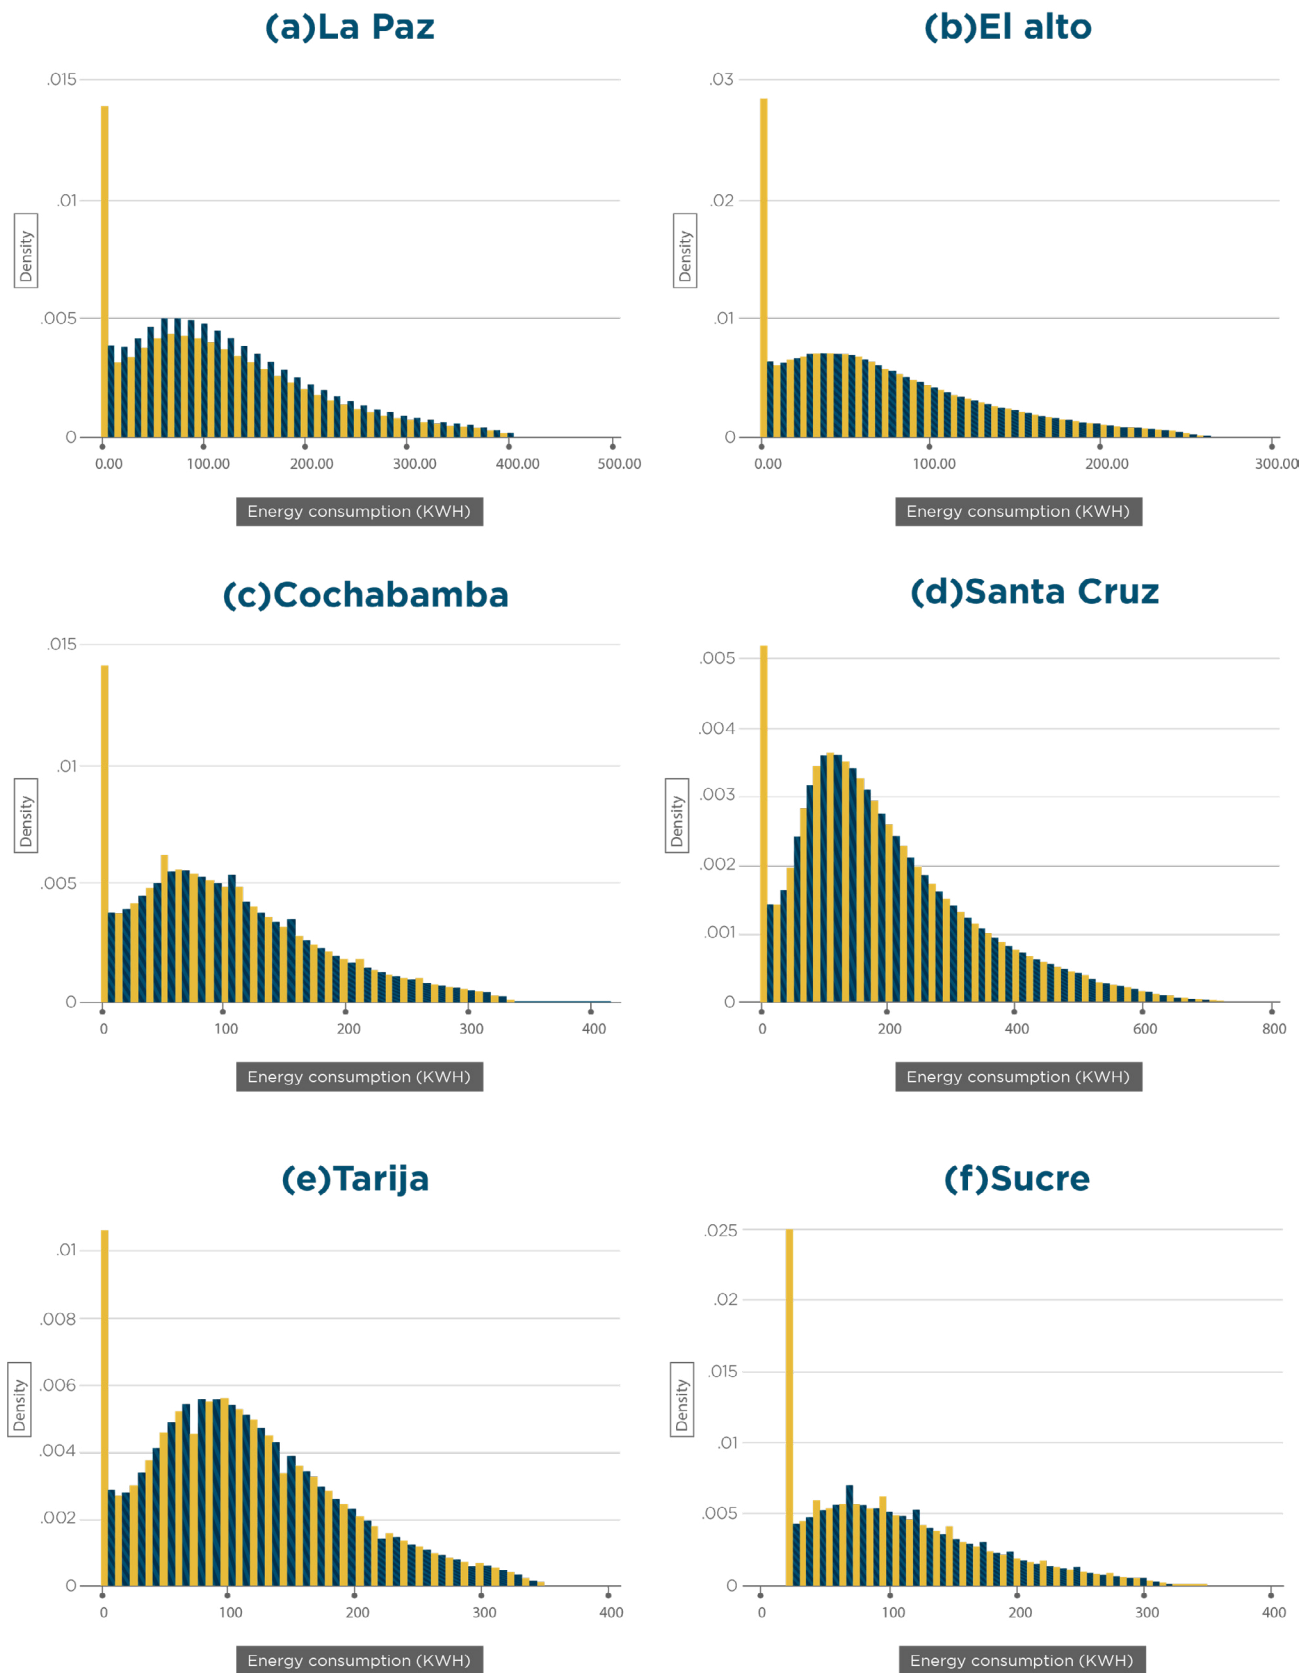 (a)La Paz
.015
.01
.005
0
Density
0.00 100.00 200.00 300.00 400.00 500.00
Energy consumption (KWH)
(b)El alto
.03
.02
.01
0
Density
0.00 100.00 200.00 300.00
Energy consumption (KWH)
(c)Cochabamba
.015
.01
.005
0
Density
0 100 200 300 400
Energy consumption (KWH)
(d)Santa Cruz
.005
.004
.003
.002
.001
0
Density
0 200 400 600 800
Energy consumption (KWH)
(e)Tarija
.01
.008
.006
.004
.002
0
Density
0 100 200 300 400
Energy consumption (KWH)
(f)Sucre
.025
.02
.015
.01
.005
0
Density
0 100 200 300 400
Energy consumption (KWH)